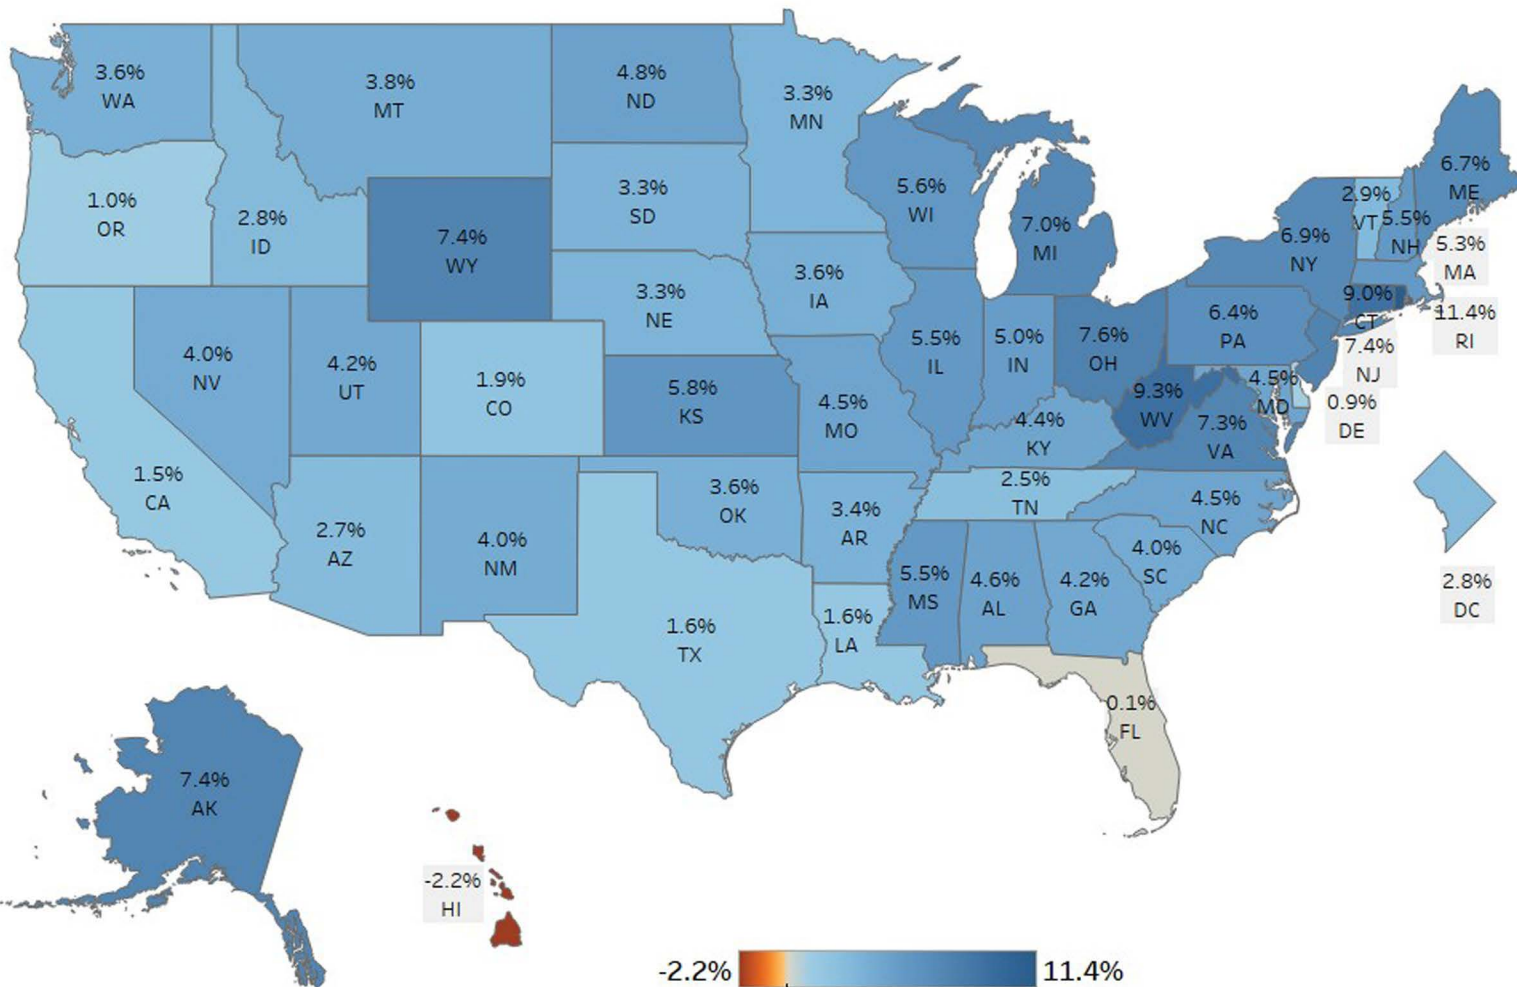 3.6%
WA
3.8%
MT
4.8%
ND
3.3%
MN
1.0%
OR
2.8%
ID
7.4%
WY
3.3%
SD
5.6%
WI
7.0%
MI
6.9%
NY
2.9%
VT
5.5%
NH
6.7%
ME
5.3%
MA
11.4%
RI
9.0%
CT
7.4%
NJ
6.4%
PA
0.9%
DE
4.5%
MD
4.0%
NV
4.2%
UT
1.9%
CO
3.3%
NE
3.6%
IA
5.5%
IL
5.0%
IN
7.6%
OH
9.3%
WV
7.3%
VA
5.8%
KS
4.5%
MO
4.4%
KY
1.5%
CA
2.7%
AZ
4.0%
NM
3.6%
OK
3.4%
AR
2.5%
TN
4.5%
NC
4.0%
SC
5.5%
MS
4.6%
AL
4.2%
GA
2.8%
DC
1.6%
TX
1.6%
LA
0.1%
FL
7.4%
AK
-2.2%
HI
-2.2% 11.4%